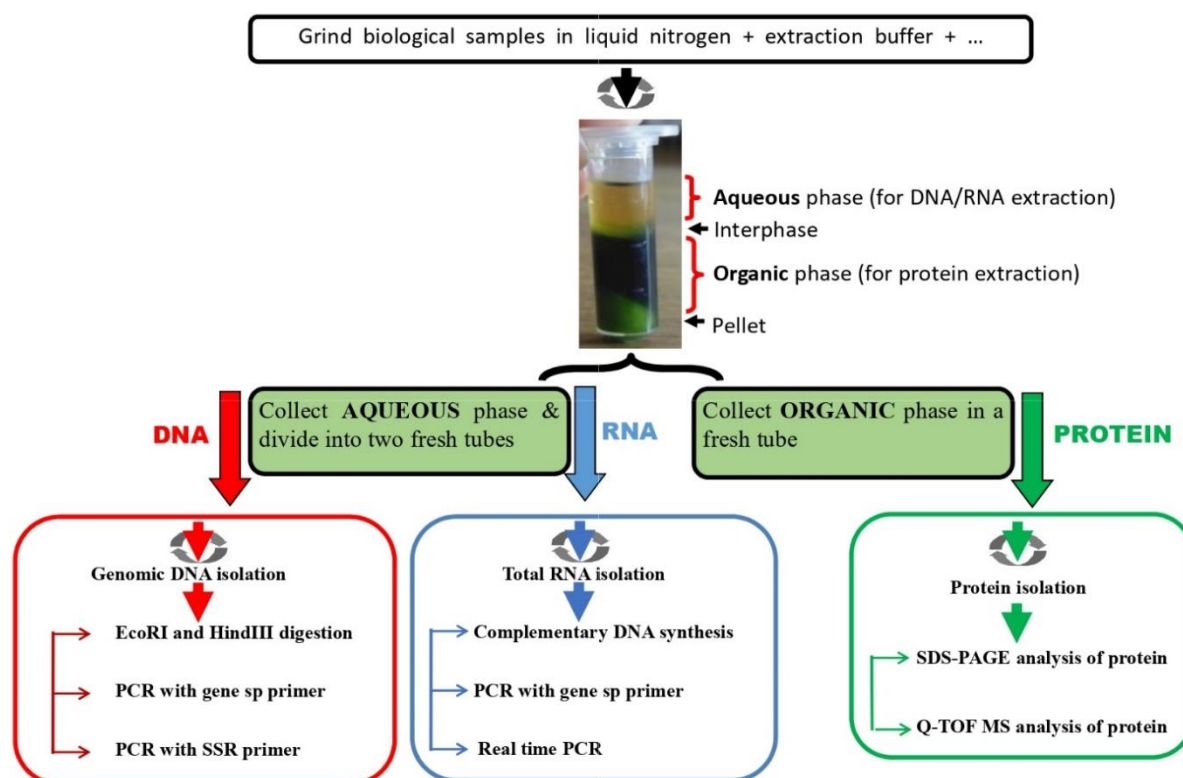 Grind biological samples in liquid nitrogen + extraction buffer + ...
Aqueous phase (for DNA/RNA extraction)
Interphase
Organic phase (for protein extraction)
Pellet
DNA
Collect AQUEOUS phase &
divide into two fresh tubes
RNA
Collect ORGANIC phase in a
fresh tube
PROTEIN
Genomic DNA isolation
EcoRI and HindIII digestion
PCR with gene sp primer
PCR with SSR primer
Total RNA isolation
Complementary DNA synthesis
PCR with gene sp primer
Real time PCR
Protein isolation
SDS-PAGE analysis of protein
Q-TOF MS analysis of protein